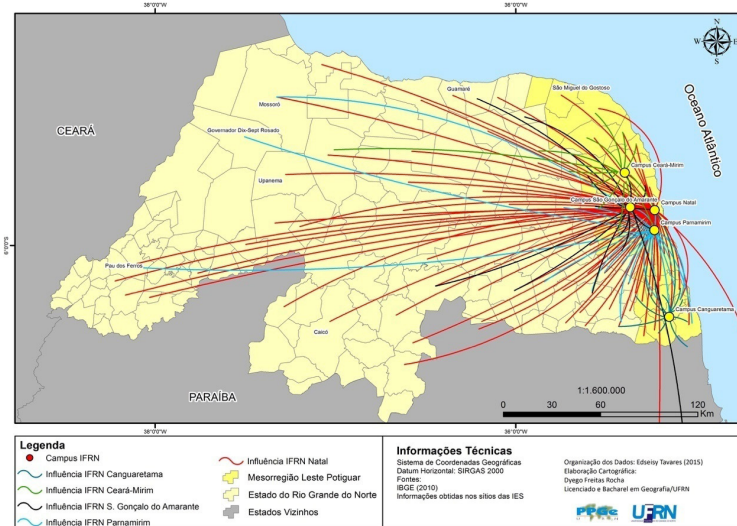 38°0'0"O
36°0'0"O
N
W
E
S
São Miguel do Gostoso
Guamaré
Mossoró
Oceano Atlântico
CEARÁ
Governador Dix-Sept Rosado
Campus Ceará-Mirim
Upanema
Campus São Gonçalo do Amarante
Campus Natal
Campus Parnamirim
Pau dos Ferros
Campus Canguaretama
Caicó
PARAÍBA
1:1.600.000
0 30 60 120
Km
38°0'0"O
36°0'0"O
Legenda
Campus IFRN
Influência IFRN Canguaretama
Influência IFRN Ceará-Mirim
Influência IFRN S. Gonçalo do Amarante
Influência IFRN Parnamirim
Influência IFRN Natal
Mesorregião Leste Potiguar
Estado do Rio Grande do Norte
Estados Vizinhos
Informações Técnicas
Sistema de Coordenadas Geográficas
Datum Horizontal: SIRGAS 2000
Fontes:
IBGE (2010)
Informações obtidas nos sítios das IES
Organização dos Dados: Edseisy Tavares (2015)
Elaboração Cartográfica:
Dyego Freitas Rocha
Licenciado e Bacharel em Geografia/UFRN
PPGe
UFRN